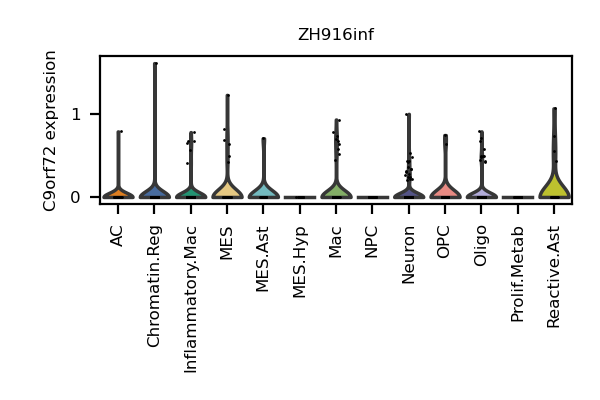 ZH916inf
C9orf72 expression
1
0
AC
Chromatin.Reg
Inflammatory.Mac
MES
MES.Ast
MES.Hyp
Mac
NPC
Neuron
OPC
Oligo
Prolif.Metab
Reactive.Ast